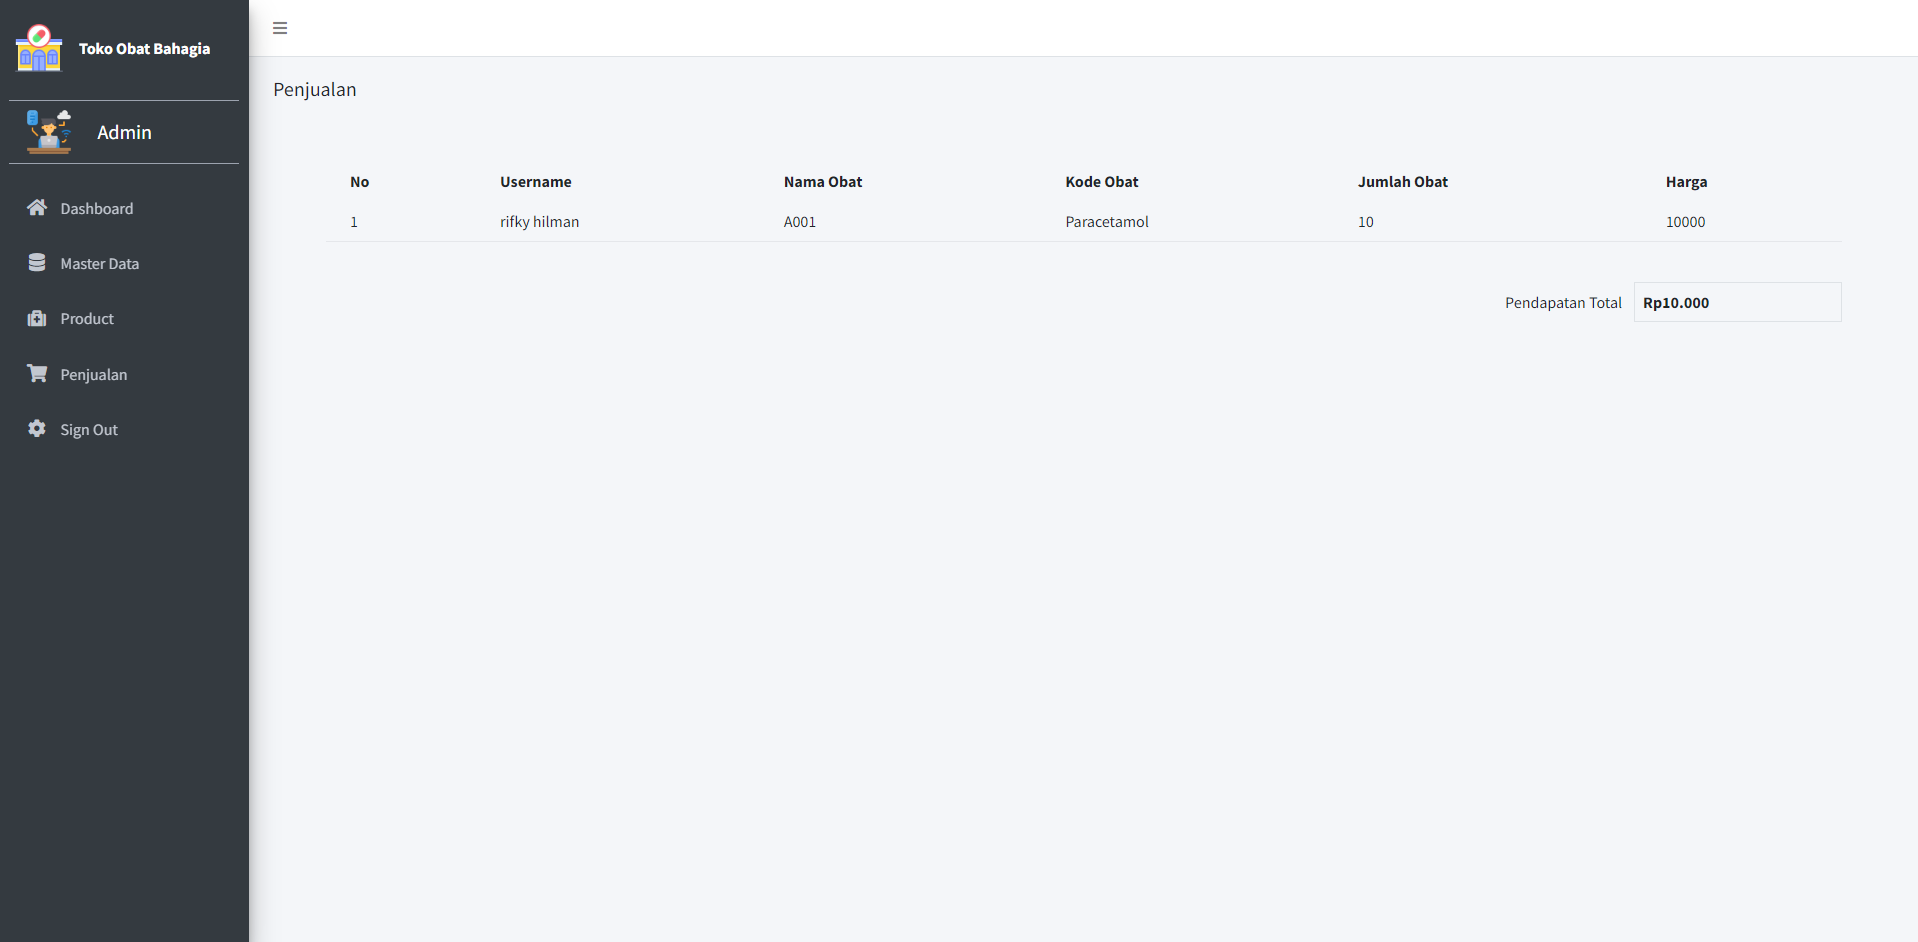 Toko Obat Bahagia
Admin
Dashboard
Master Data
Product
Penjualan
Sign Out
Penjualan
No Username Nama Obat Kode Obat Jumlah Obat Harga
1 rifky hilman A001 Paracetamol 10 10000
Pendapatan Total Rp10.000